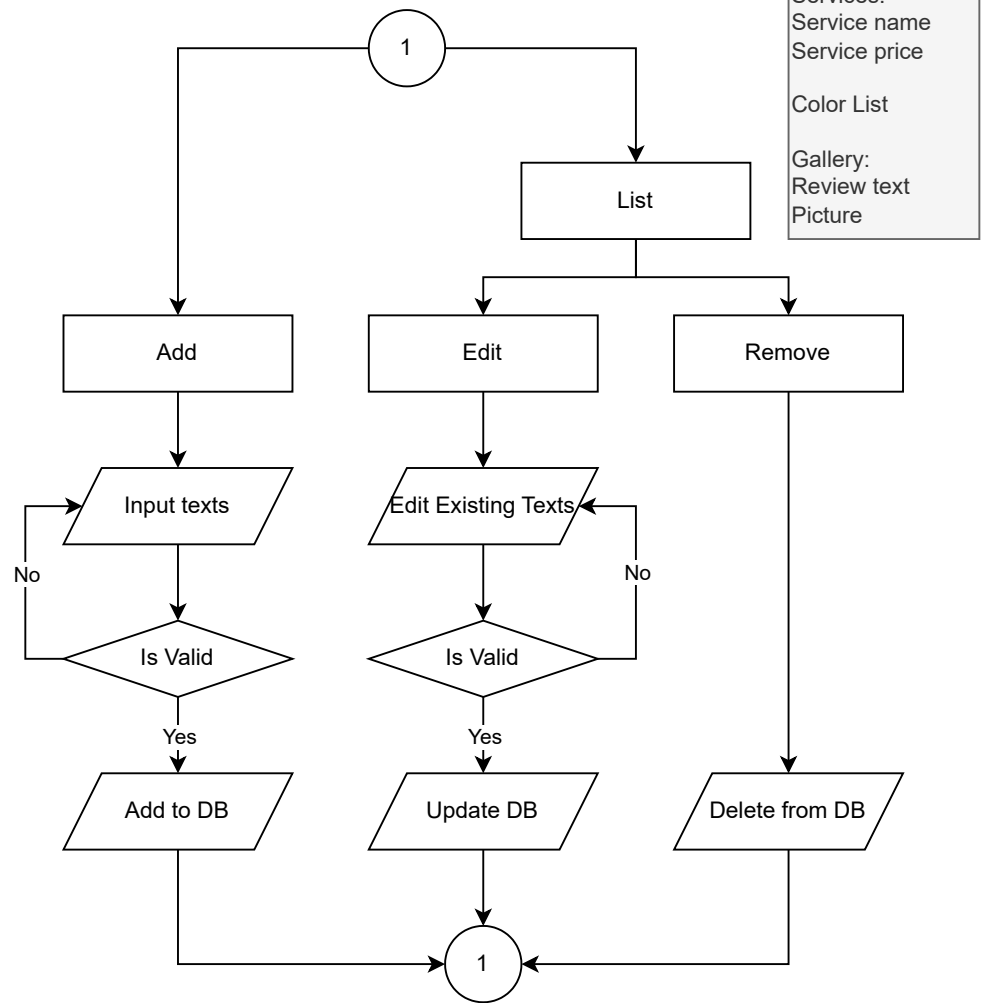 Services:
Service name
Service price
Color List
Gallery:
Review text
Picture
1
List
Add
Edit
Remove
Input texts
Edit Existing Texts
No
No
Is Valid
Is Valid
Yes
Yes
Add to DB
Update DB
Delete from DB
1